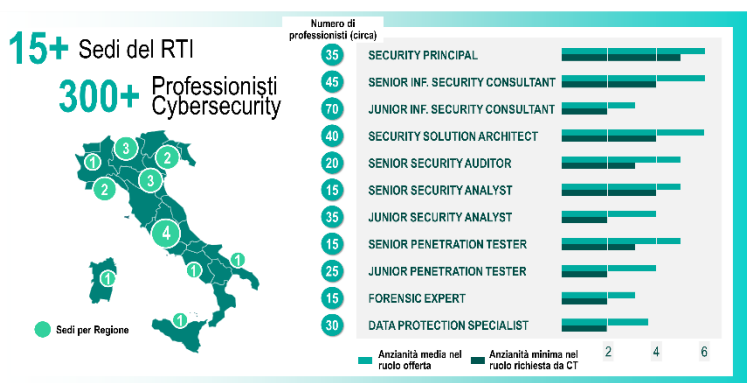 15+ Sedi del RTI
300+ Professionisti
Cybersecurity
1
3
2
2
3
4
1
1
1
1
Sedi per Regione
Numero di
professionisti (circa)
35 SECURITY PRINCIPAL
45 SENIOR INF. SECURITY CONSULTANT
70 JUNIOR INF. SECURITY CONSULTANT
40 SECURITY SOLUTION ARCHITECT
20 SENIOR SECURITY AUDITOR
15 SENIOR SECURITY ANALYST
35 JUNIOR SECURITY ANALYST
15 SENIOR PENETRATION TESTER
25 JUNIOR PENETRATION TESTER
15 FORENSIC EXPERT
30 DATA PROTECTION SPECIALIST
2 4 6
Anzianità media nel
ruolo offerta
Anzianità minima nel
ruolo richiesta da CT